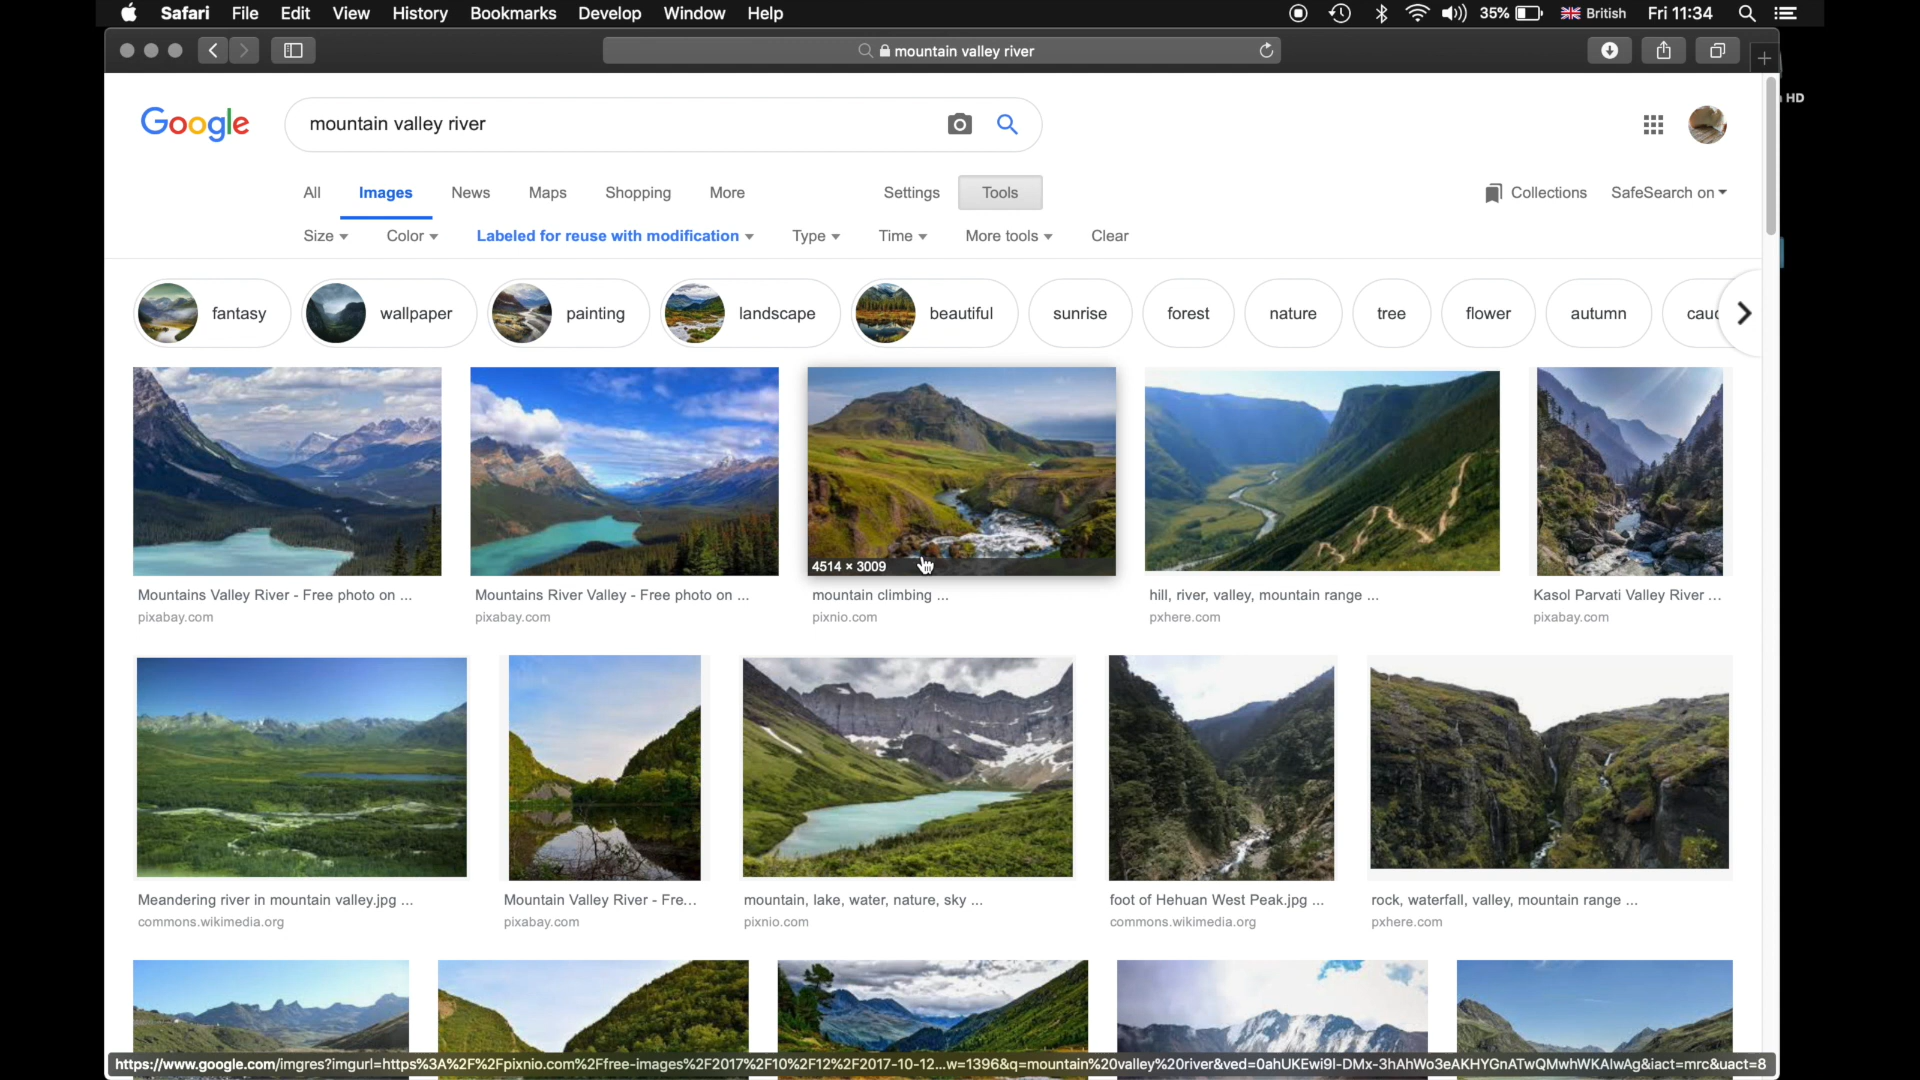 Safari File Edit View History Bookmarks Develop Window Help 35% British Fri 11:34
mountain valley river
HD
Google mountain valley river
All Images News Maps Shopping More Settings Tools Collections SafeSearch on
Size Color Labeled for reuse with modification Type Time More tools Clear
fantasy wallpaper painting landscape beautiful sunrise forest nature tree flower autumn cauc
4514 × 3009
Mountains Valley River - Free photo on ... Mountains River Valley - Free photo on ... mountain climbing ... hill, river, valley, mountain range ... Kasol Parvati Valley River ...
pixabay.com pixabay.com pixnio.com pxhere.com pixabay.com
Meandering river in mountain valley.jpg ... Mountain Valley River - Fre... mountain, lake, water, nature, sky ... foot of Hehuan West Peak.jpg ... rock, waterfall, valley, mountain range ...
commons.wikimedia.org pixabay.com pixnio.com commons.wikimedia.org pxhere.com
https://www.google.com/imgres?imgurl=https%3A%2F%2Fpixnio.com%2Ffree-images%2F2017%2F10%2F12%2F2017-10-12...w=1396&q=mountain%20valley%20river&ved=0ahUKEwi9l-DMx-3hAhWo3eAKHYGnATwQMwhWKAlwAg&iact=mrc&uact=8